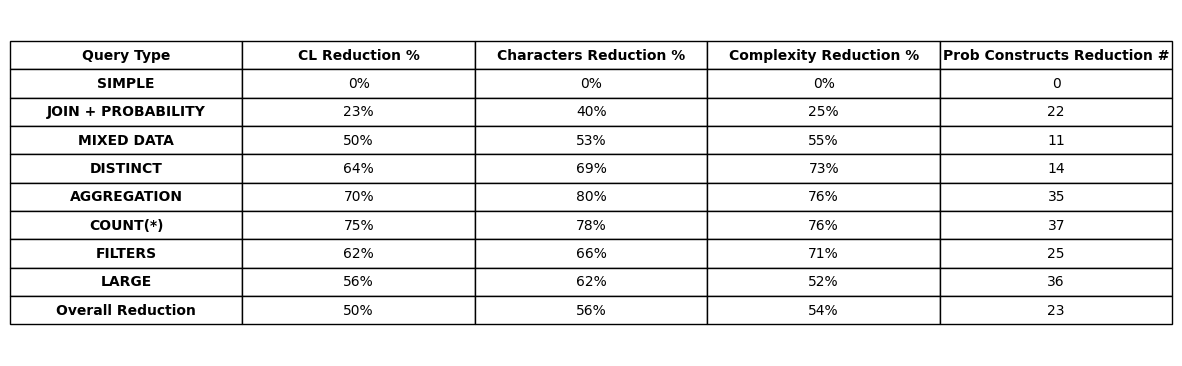 Query Type CL Reduction % Characters Reduction % Complexity Reduction % Prob Constructs Reduction #
SIMPLE 0% 0% 0% 0
JOIN + PROBABILITY 23% 40% 25% 22
MIXED DATA 50% 53% 55% 11
DISTINCT 64% 69% 73% 14
AGGREGATION 70% 80% 76% 35
COUNT(*) 75% 78% 76% 37
FILTERS 62% 66% 71% 25
LARGE 56% 62% 52% 36
Overall Reduction 50% 56% 54% 23